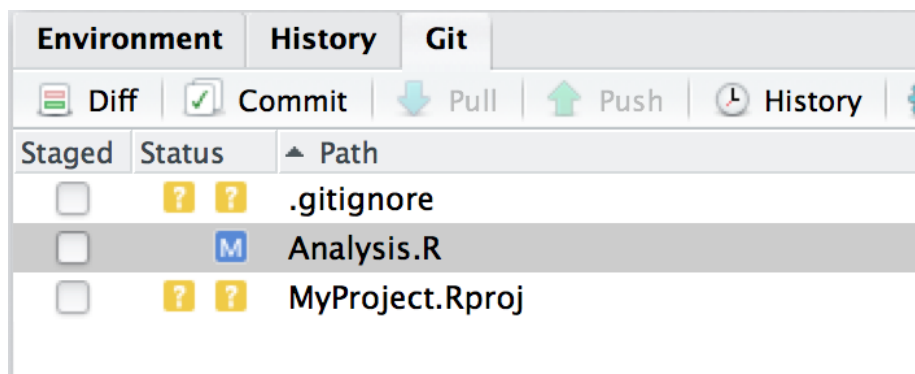 Environment History Git
Diff Commit Pull Push History
Staged Status Path
? ? .gitignore
M Analysis.R
? ? MyProject.Rproj